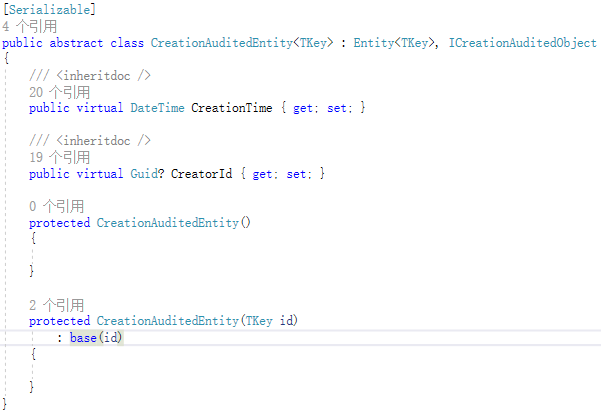 [Serializable]
4 个引用
public abstract class CreationAuditedEntity<TKey> : Entity<TKey>, ICreationAuditedObject
{
/// <inheritdoc />
20 个引用
public virtual DateTime CreationTime { get; set; }
/// <inheritdoc />
19 个引用
public virtual Guid? CreatorId { get; set; }
0 个引用
protected CreationAuditedEntity()
{
}
2 个引用
protected CreationAuditedEntity(TKey id)
: base(id)
{
}
}